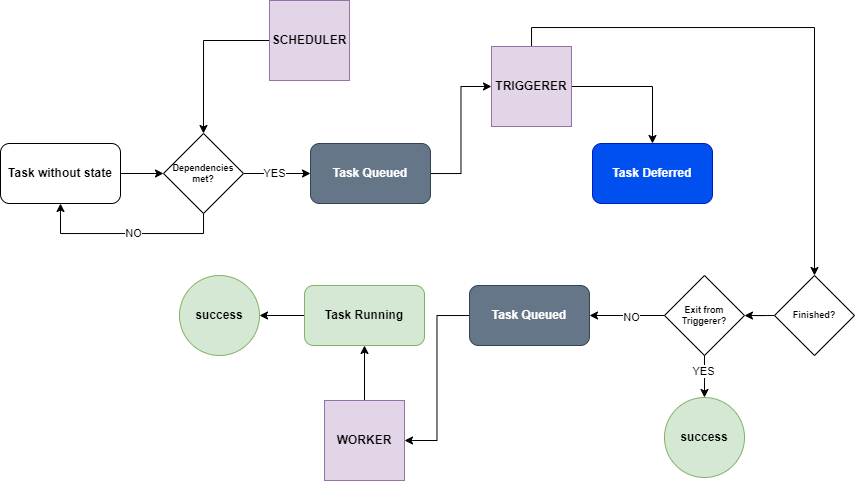 SCHEDULER
TRIGGERER
Task without state
Dependencies
met?
YES
Task Queued
Task Deferred
NO
success
Task Running
Task Queued
NO
Exit from
Triggerer?
Finished?
YES
WORKER
success